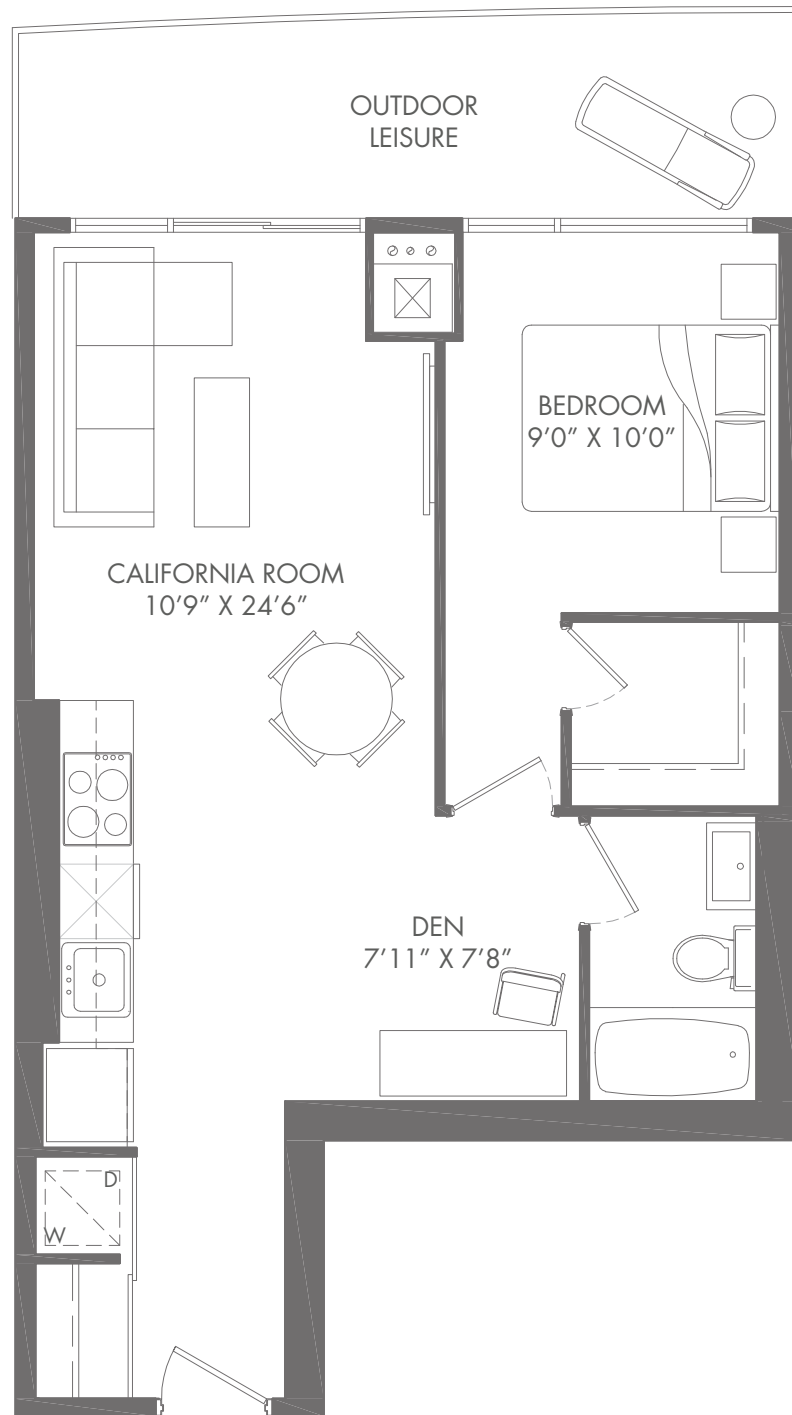 OUTDOOR
LEISURE
BEDROOM
9’0” X 10’0”
CALIFORNIA ROOM
10’9” X 24’6”
DEN
7’11” X 7’8”
D
W